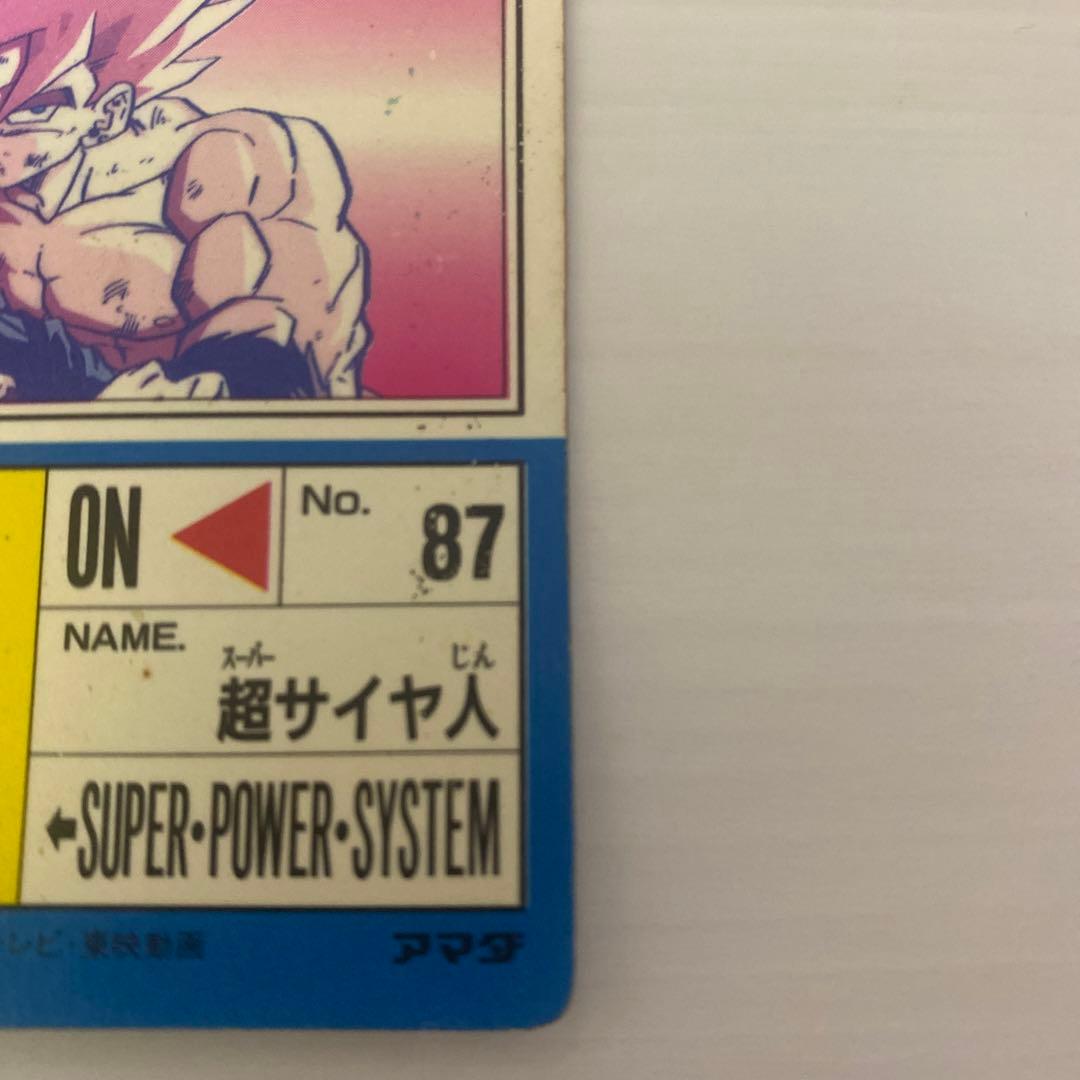 ON
No. 87
NAME.
スーパー じん
超サイヤ人
←SUPER・POWER・SYSTEM
レビ・東映動画 アマダ